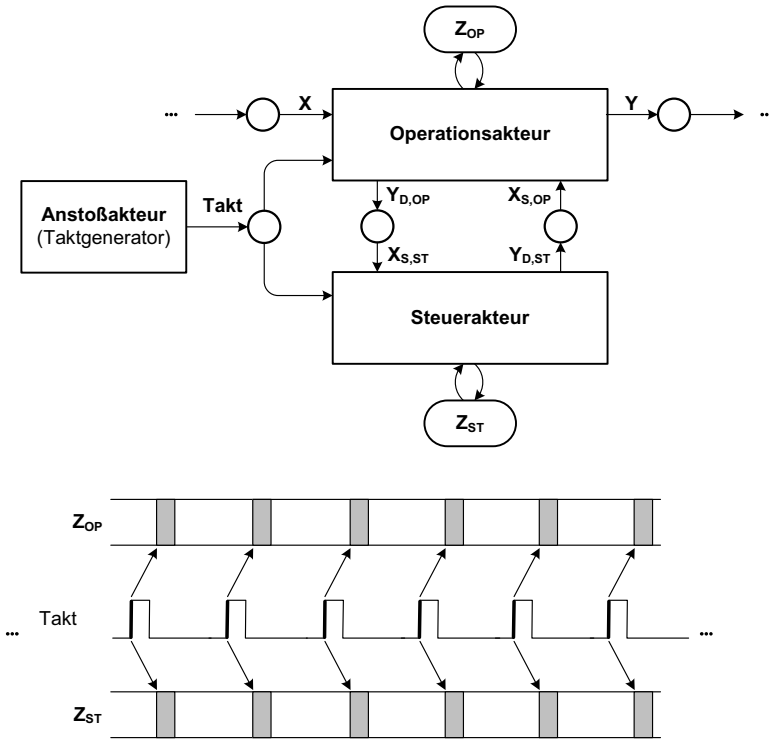 Z_OP
... X Y ..
Operationsakteur
Anstoßakteur
(Taktgenerator)
Takt
Y_D,OP X_S,OP
X_S,ST Y_D,ST
Steuerakteur
Z_ST
Z_OP
... Takt ...
Z_ST